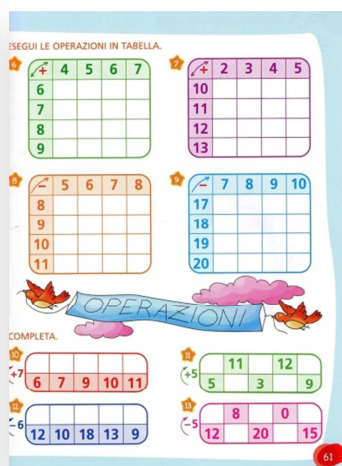 ESEGUI LE OPERAZIONI IN TABELLA.
6 7
+ 4 5 6 7 + 2 3 4 5
6 10
7 11
8 12
9 13
8 9
− 5 6 7 8 − 7 8 9 10
8 17
9 18
10 19
11 20
OPERAZIONI
COMPLETA.
10 11
+7 +5 11 12
6 7 9 10 11 5 3 9
12 13
−6 −5 8 0
12 10 18 13 9 12 20 15
61